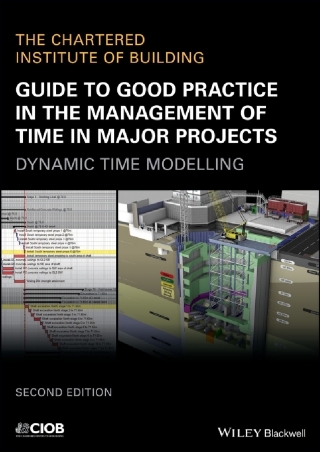 THE CHARTERED
INSTITUTE OF BUILDING
GUIDE TO GOOD PRACTICE
IN THE MANAGEMENT OF
TIME IN MAJOR PROJECTS
DYNAMIC TIME MODELLING
SECOND EDITION
CIOB
WILEY Blackwell